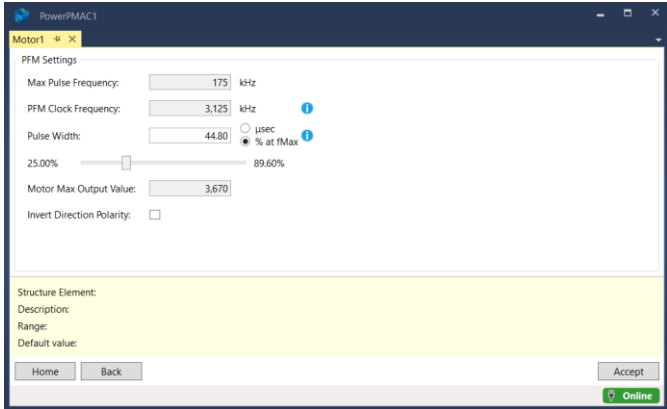 PowerPMAC1
Motor1
PFM Settings
Max Pulse Frequency: 175 kHz
PFM Clock Frequency: 3,125 kHz
Pulse Width: 44.80 µsec
% at fMax
25.00% 89.60%
Motor Max Output Value: 3,670
Invert Direction Polarity:
Structure Element:
Description:
Range:
Default value:
Home Back Accept
Online